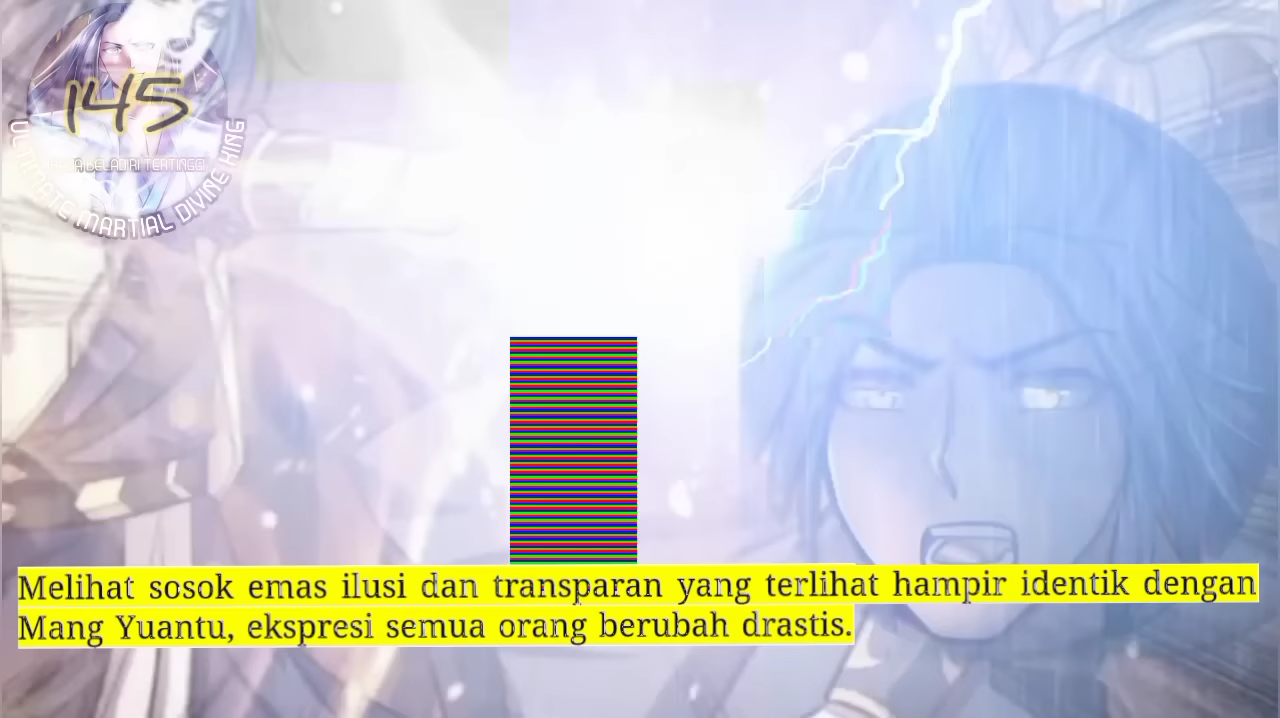 145
ULTIMATE MARTIAL DIVINE KING
Melihat sosok emas ilusi dan transparan yang terlihat hampir identik dengan
Mang Yuantu, ekspresi semua orang berubah drastis.